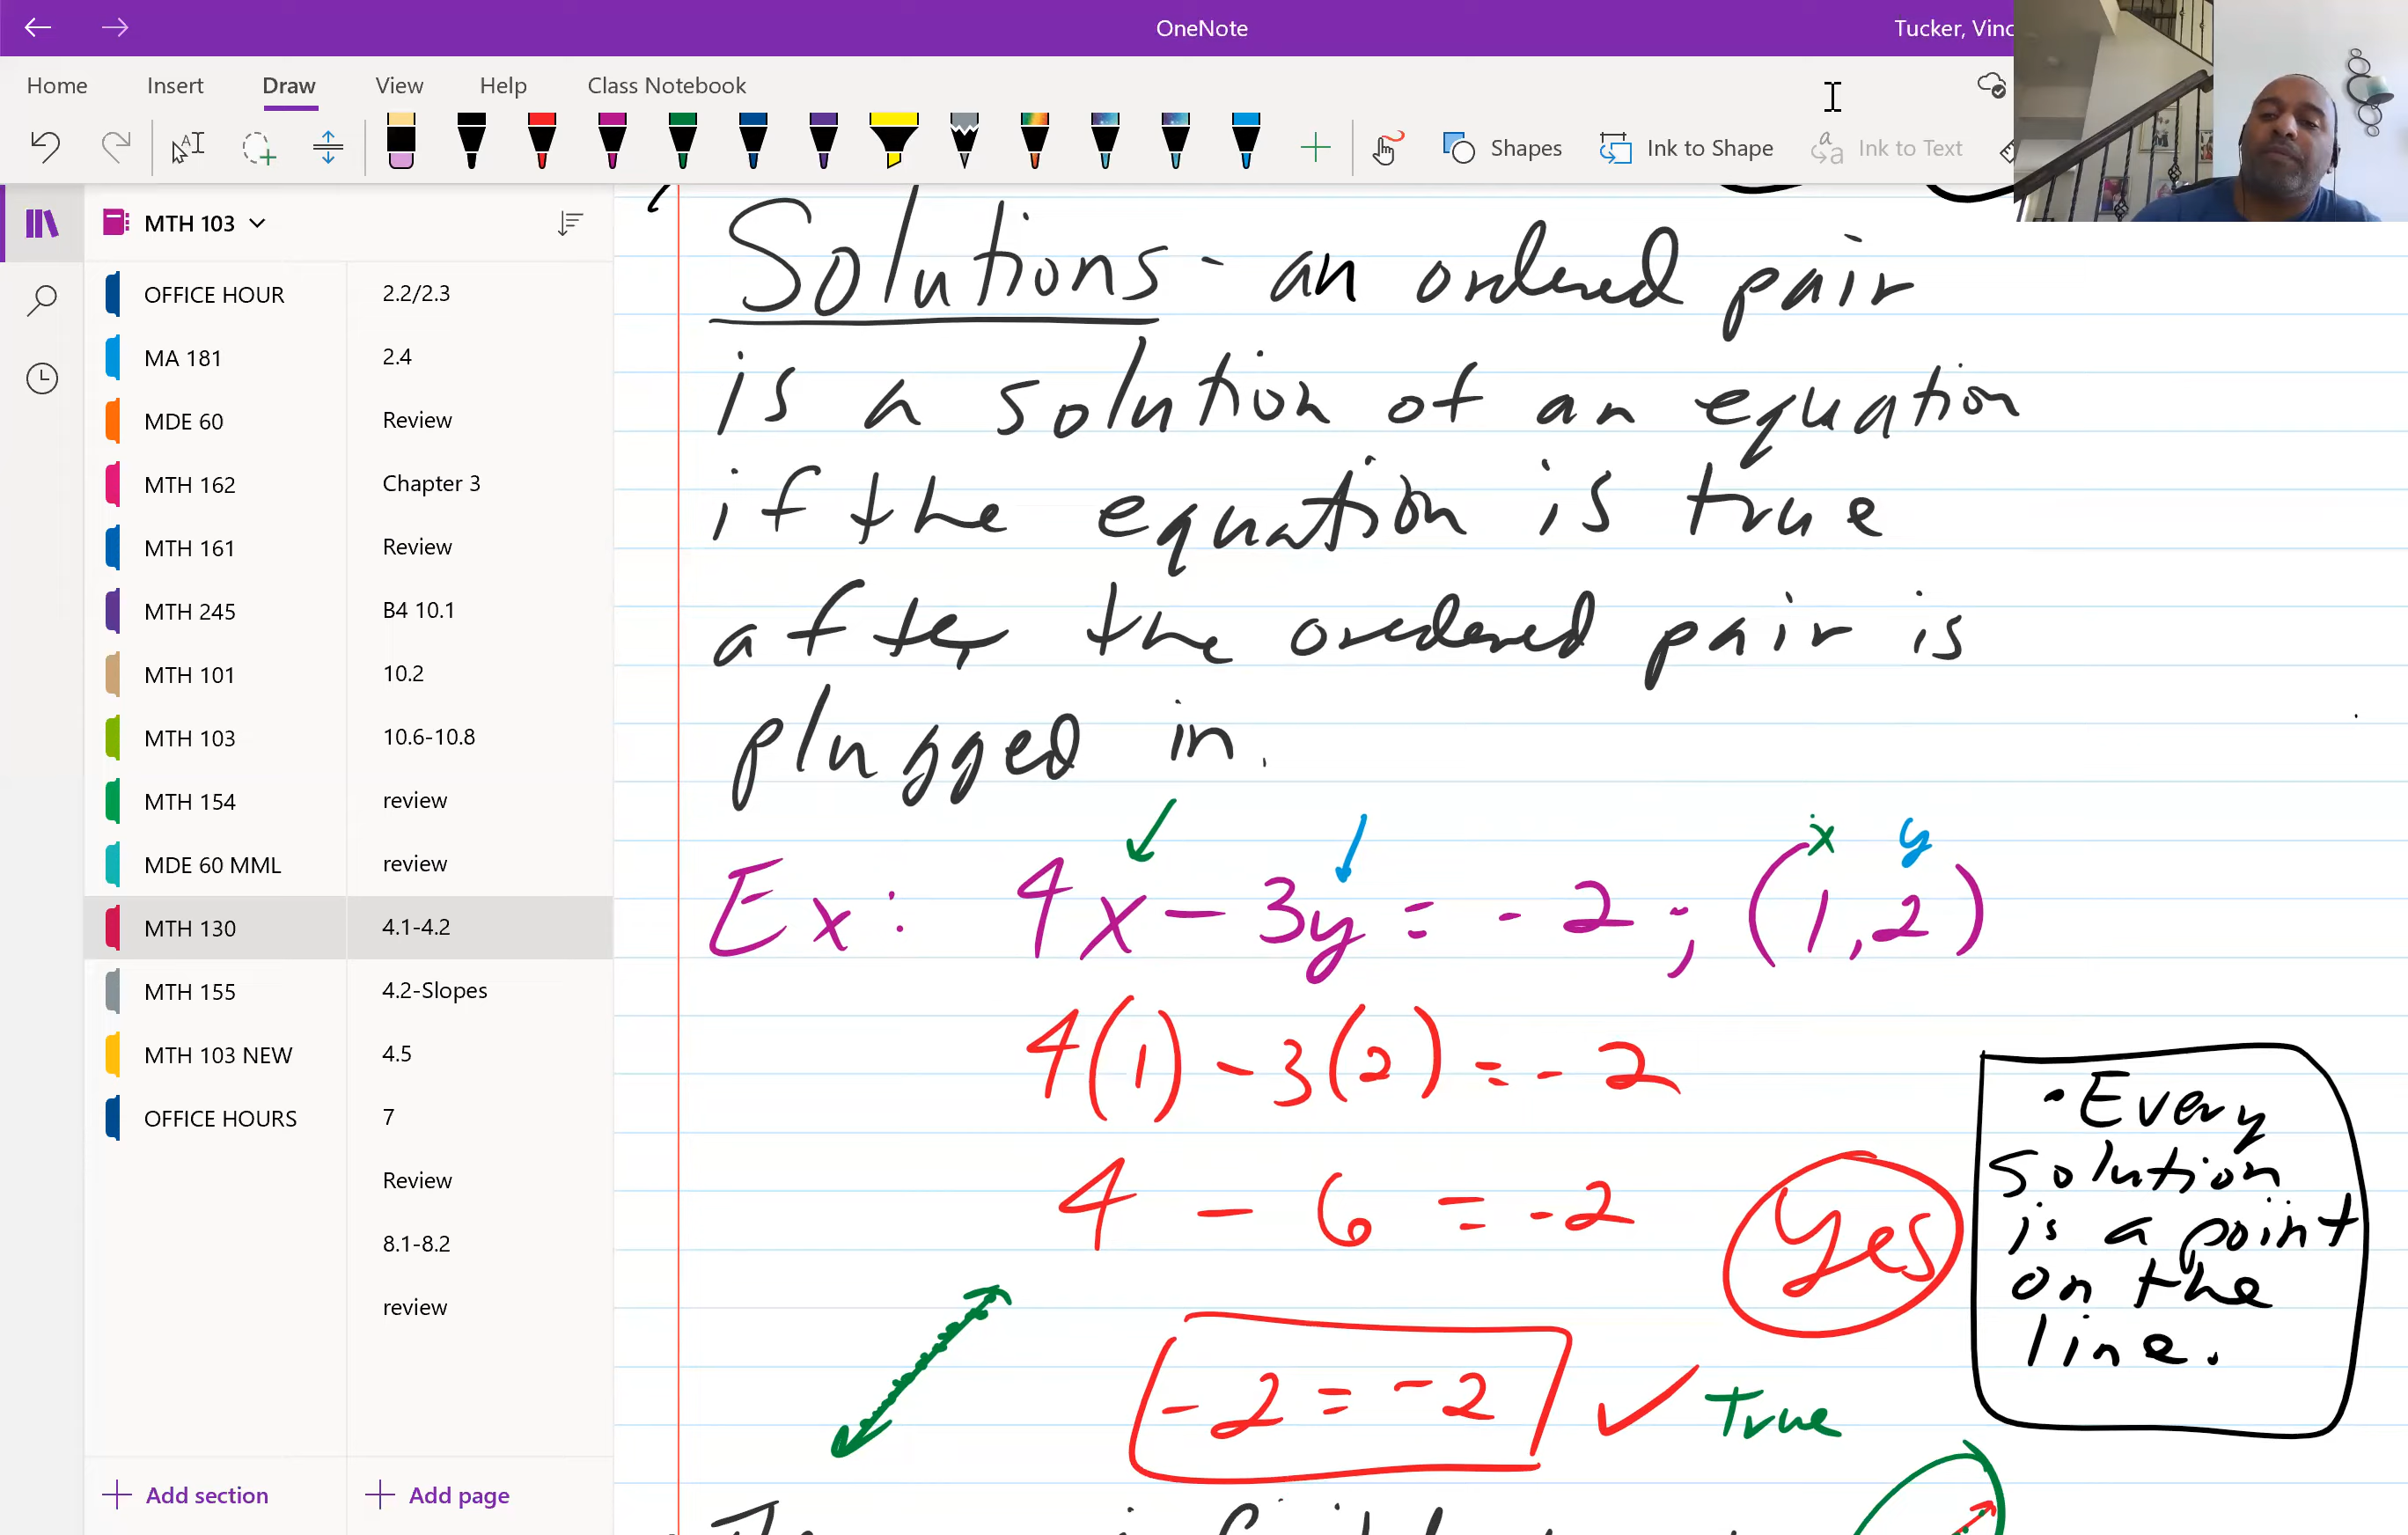 OneNote
Tucker, Vinc
Home Insert Draw View Help Class Notebook
Shapes Ink to Shape Ink to Text
MTH 103
OFFICE HOUR
MA 181
MDE 60
MTH 162
MTH 161
MTH 245
MTH 101
MTH 103
MTH 154
MDE 60 MML
MTH 130
MTH 155
MTH 103 NEW
OFFICE HOURS
Add section
2.2/2.3
2.4
Review
Chapter 3
Review
B4 10.1
10.2
10.6-10.8
review
review
4.1-4.2
4.2-Slopes
4.5
7
Review
8.1-8.2
review
Add page
Solutions - an ordered pair
is a solution of an equation
if the equation is true
after the oredered pair is
plugged in.
x y
Ex: 4x - 3y = -2 ; (1,2)
4(1) - 3(2) = -2
4 - 6 = -2
Yes
-2 = -2 ✓ true
• Every
solution
is a point
on the
line.